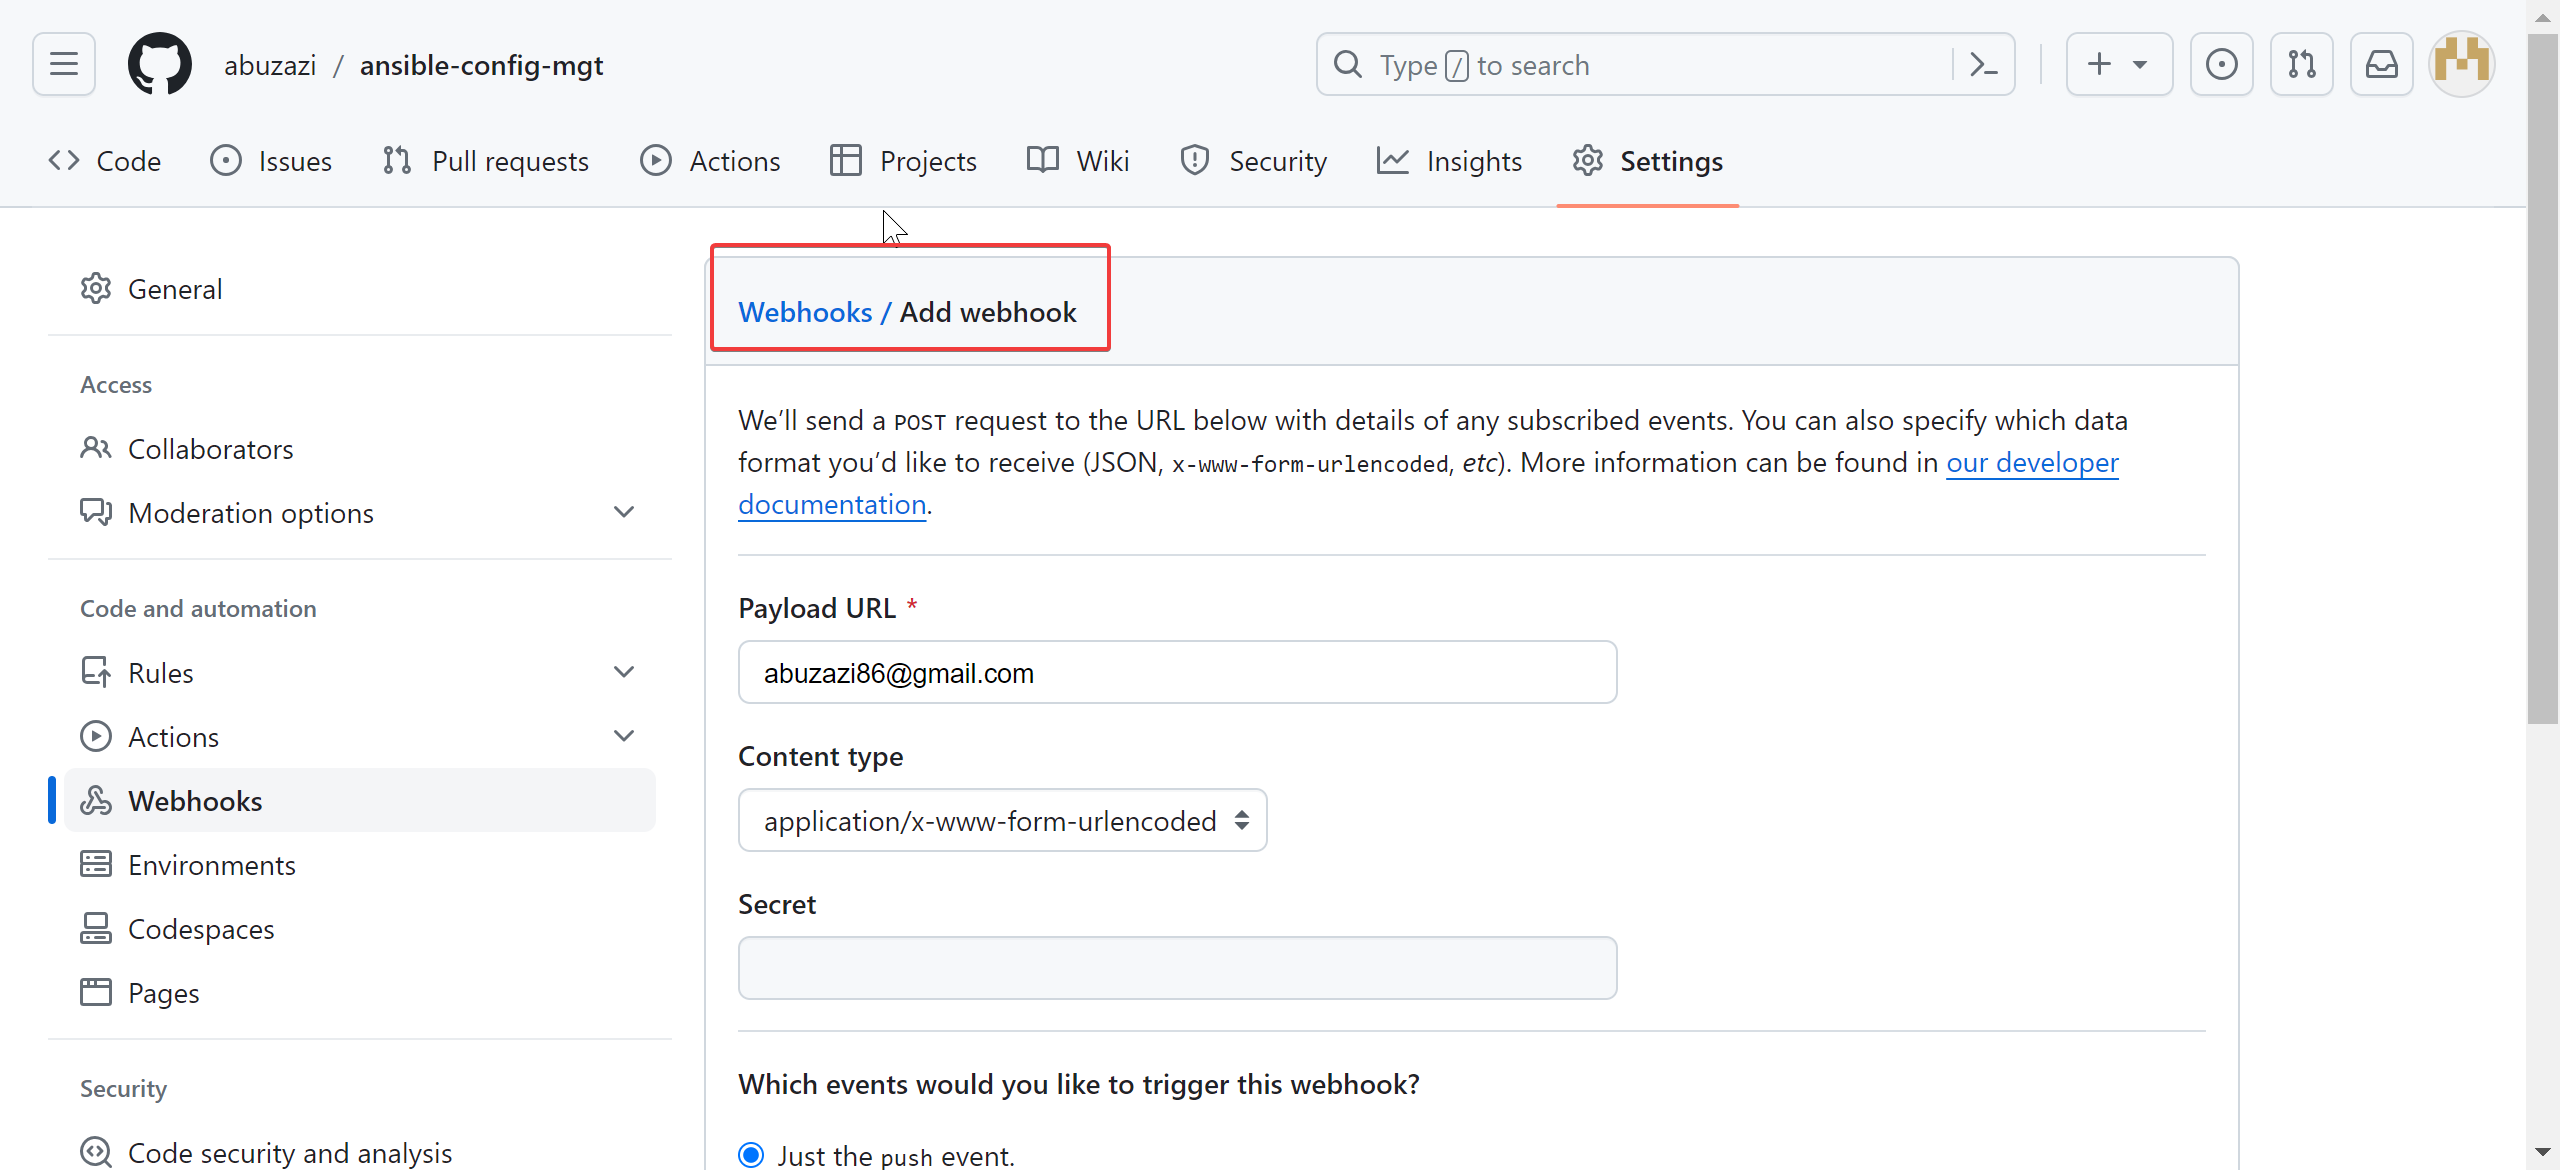 abuzazi / ansible-config-mgt
Type / to search
Code Issues Pull requests Actions Projects Wiki Security Insights Settings
General
Access
Collaborators
Moderation options
Code and automation
Rules
Actions
Webhooks
Environments
Codespaces
Pages
Security
Code security and analysis
Webhooks / Add webhook
We’ll send a POST request to the URL below with details of any subscribed events. You can also specify which data
format you’d like to receive (JSON, x-www-form-urlencoded, etc). More information can be found in our developer
documentation.
Payload URL *
abuzazi86@gmail.com
Content type
application/x-www-form-urlencoded
Secret
Which events would you like to trigger this webhook?
Just the push event.